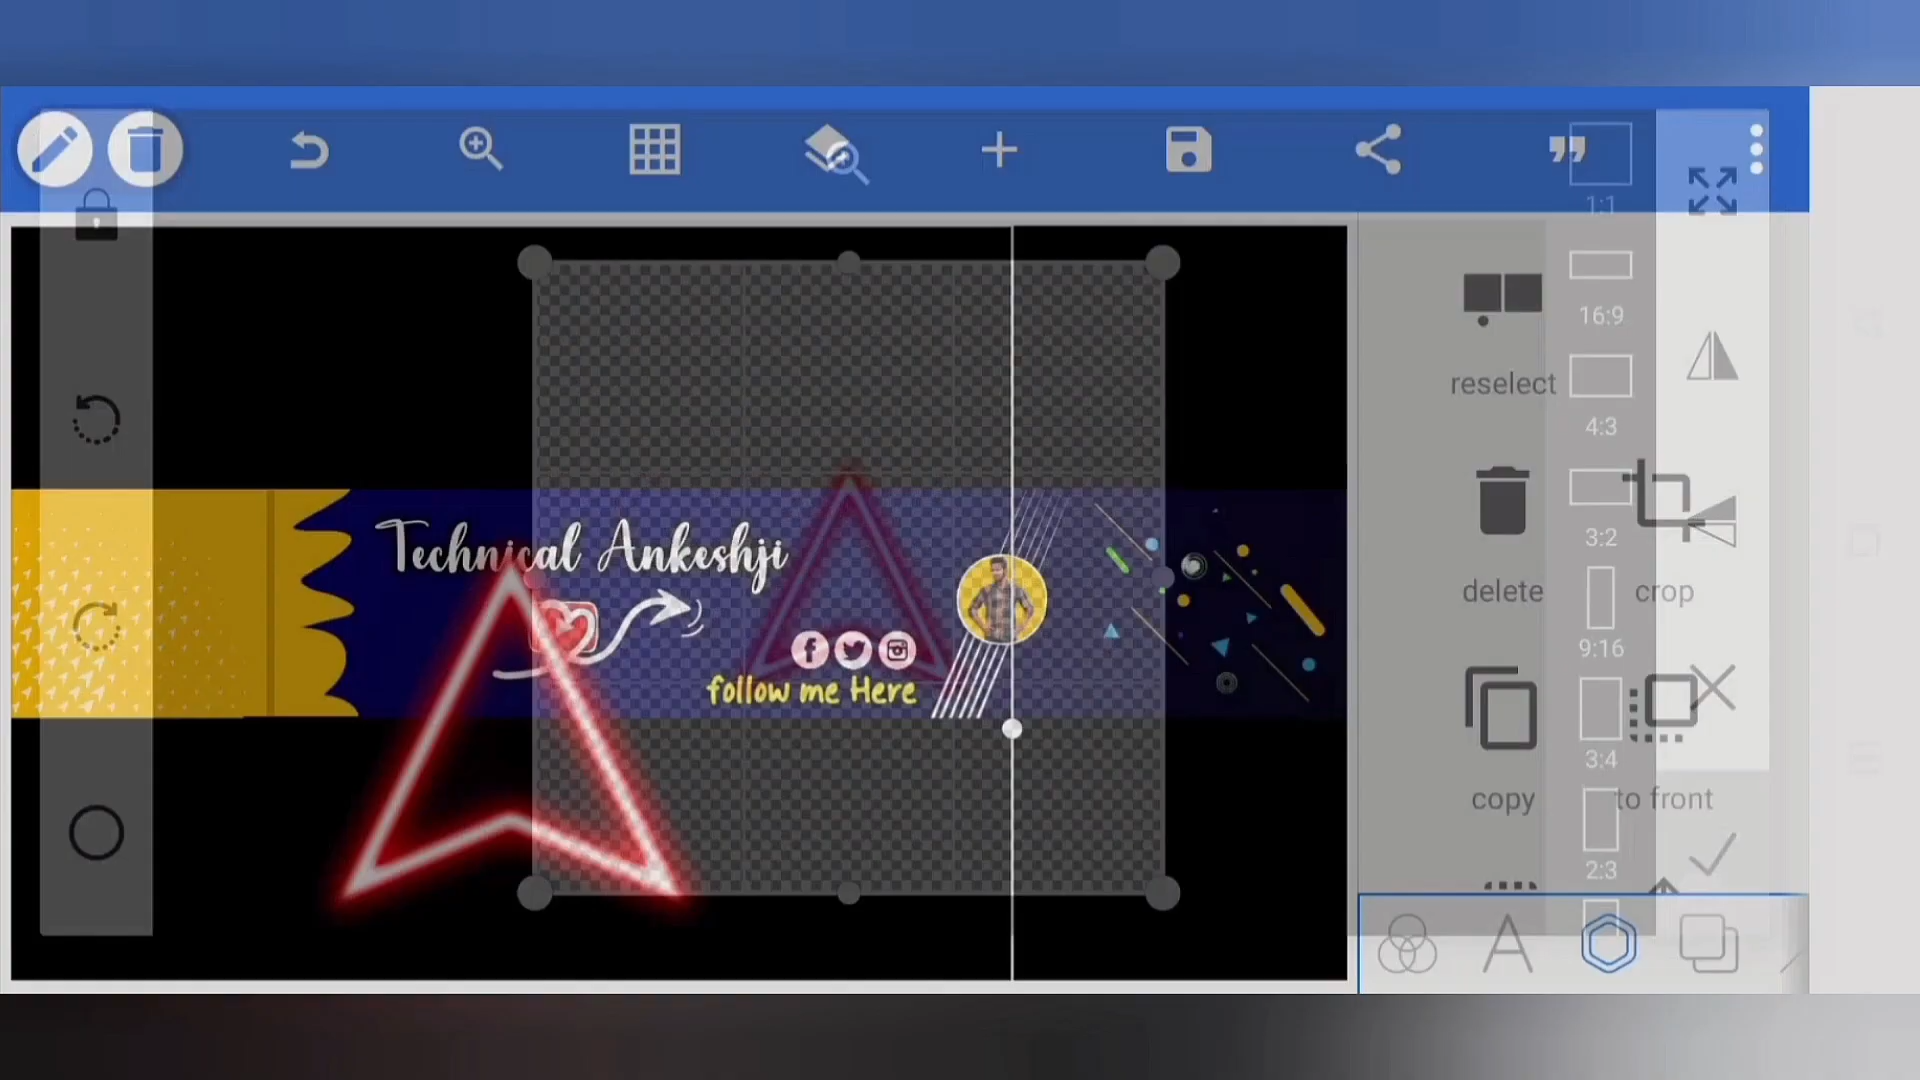 1:1
16:9
reselect
4:3
3:2
Technical Ankeshji
delete
crop
9:16
follow me Here
3:4
copy
to front
2:3